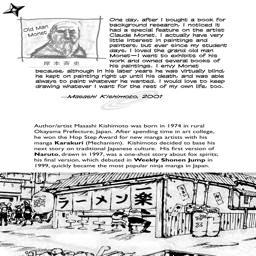 One day, after I bought a book for
background research, I noticed it
had a special feature on the artist
Claude Monet. I actually have very
little interest in paintings and
painters, but ever since my student
days, I loved the grand old man
Monet—I went to exhibits of his
work and owned several books of
his paintings. I envy Monet
because, although in his later years he was virtually blind,
he kept on painting right up until his death, and was able
always to paint whatever he wanted. I would love to keep
drawing whatever I want for the rest of my own life, too.
—Masashi Kishimoto, 2001
Old Man
Monet
岸本斉史
Author/artist Masashi Kishimoto was born in 1974 in rural
Okayama Prefecture, Japan. After spending time in art college,
he won the Hop Step Award for new manga artists with his
manga Karakuri (Mechanism). Kishimoto decided to base his
next story on traditional Japanese culture. His first version of
Naruto, drawn in 1997, was a one-shot story about fox spirits;
his final version, which debuted in Weekly Shonen Jump in
1999, quickly became the most popular ninja manga in Japan.
ラーメン楽